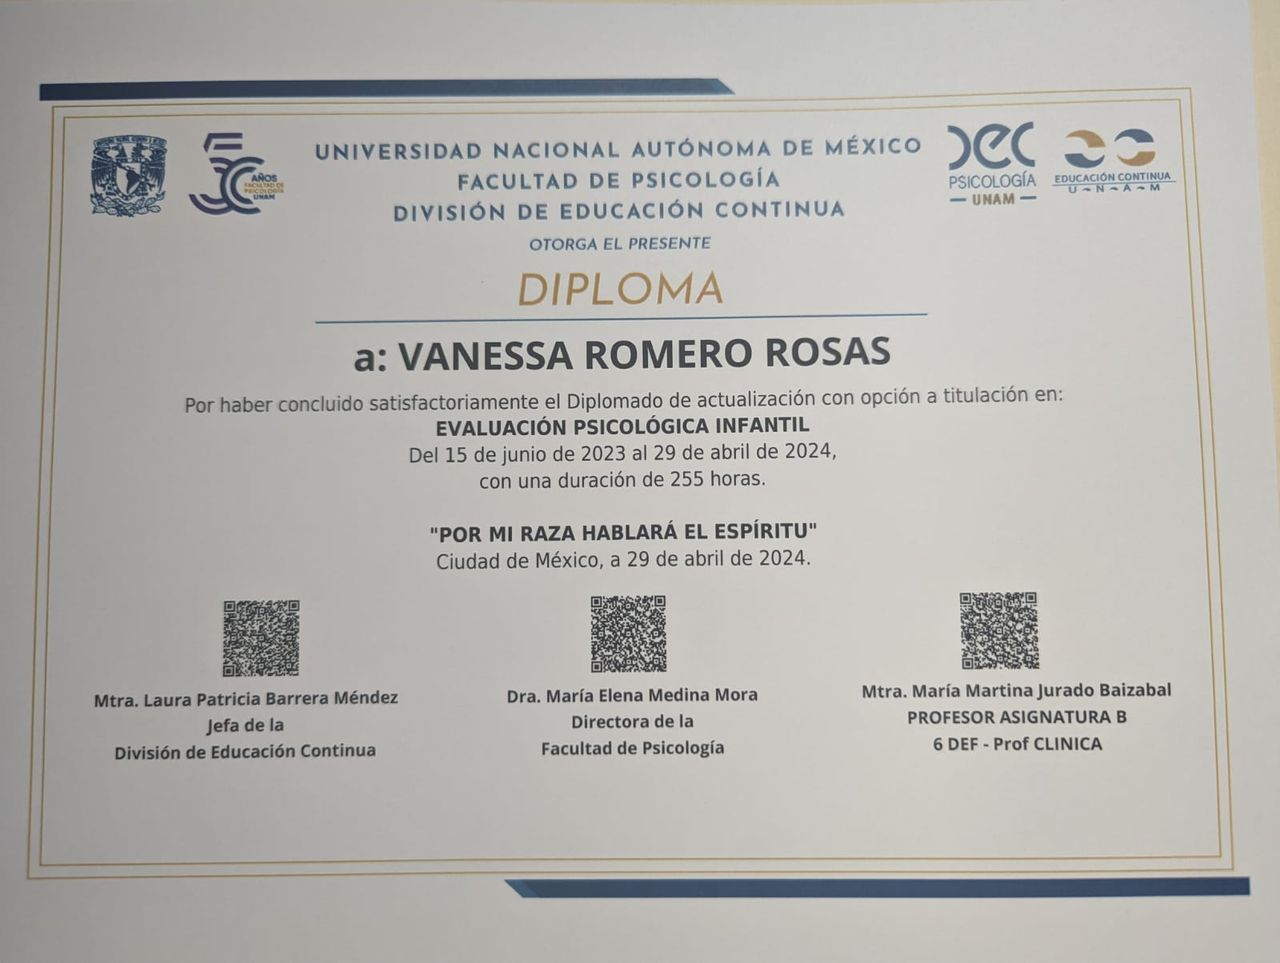 UNIVERSIDAD NACIONAL AUTÓNOMA DE MÉXICO
FACULTAD DE PSICOLOGÍA
DIVISIÓN DE EDUCACIÓN CONTINUA
AÑOS
FACULTAD DE
PSICOLOGÍA
UNAM
DEC
PSICOLOGÍA
UNAM
EDUCACIÓN CONTINUA
U~N~A~M
OTORGA EL PRESENTE
DIPLOMA
a: VANESSA ROMERO ROSAS
Por haber concluido satisfactoriamente el Diplomado de actualización con opción a titulación en:
EVALUACIÓN PSICOLÓGICA INFANTIL
Del 15 de junio de 2023 al 29 de abril de 2024,
con una duración de 255 horas.
"POR MI RAZA HABLARÁ EL ESPÍRITU"
Ciudad de México, a 29 de abril de 2024.
Mtra. Laura Patricia Barrera Méndez
Jefa de la
División de Educación Continua
Dra. María Elena Medina Mora
Directora de la
Facultad de Psicología
Mtra. María Martina Jurado Baizabal
PROFESOR ASIGNATURA B
6 DEF - Prof CLINICA